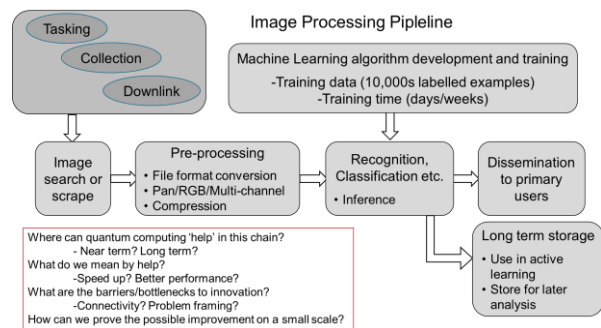 Image Processing Pipleline
Tasking
Collection
Downlink
Machine Learning algorithm development and training
-Training data (10,000s labelled examples)
-Training time (days/weeks)
Image
search or
scrape
Pre-processing
• File format conversion
• Pan/RGB/Multi-channel
• Compression
Recognition,
Classification etc.
• Inference
Dissemination
to primary
users
Long term storage
• Use in active
learning
• Store for later
analysis
Where can quantum computing ‘help’ in this chain?
- Near term? Long term?
What do we mean by help?
-Speed up? Better performance?
What are the barriers/bottlenecks to innovation?
-Connectivity? Problem framing?
How can we prove the possible improvement on a small scale?